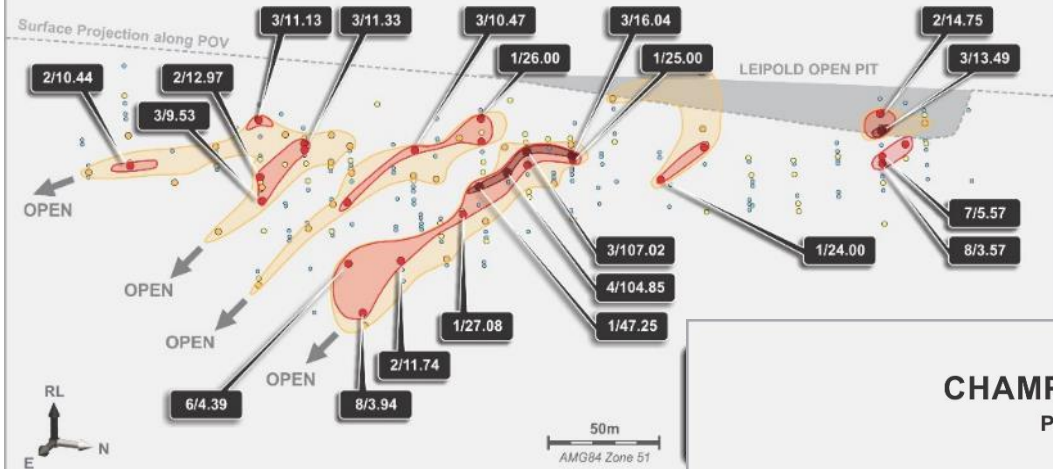 3/11.13
3/11.33
3/10.47
3/16.04
2/14.75
Surface Projection along POV
1/26.00
1/25.00
3/13.49
LEIPOLD OPEN PIT
2/10.44
2/12.97
3/9.53
OPEN
7/5.57
3/107.02
1/24.00
8/3.57
OPEN
4/104.85
1/27.08
1/47.25
OPEN
2/11.74
OPEN
6/4.39
8/3.94
RL
N
E
50m
AMG84 Zone 51
CHAMP
P